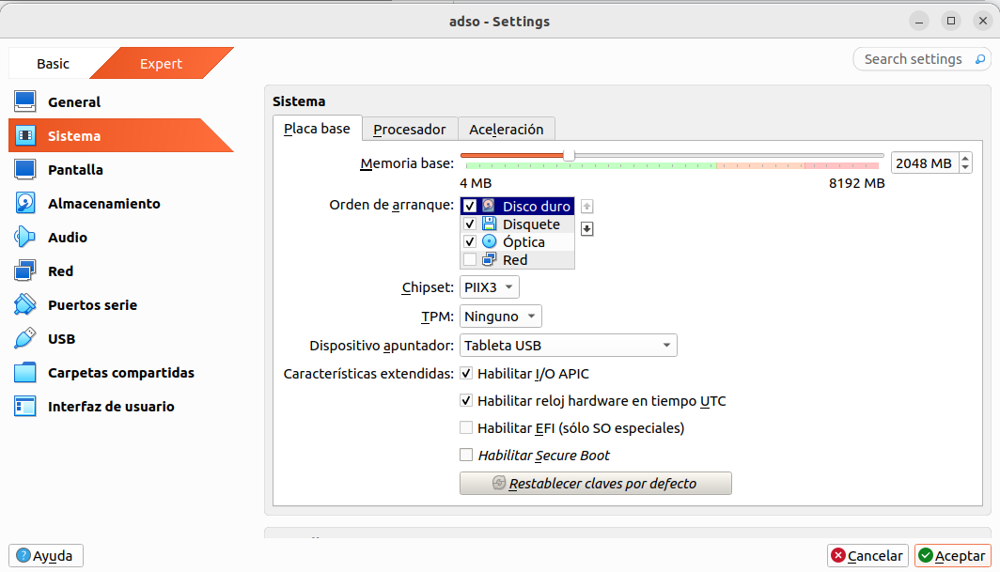 adso - Settings
Basic
Expert
Search settings
General
Sistema
Pantalla
Almacenamiento
Audio
Red
Puertos serie
USB
Carpetas compartidas
Interfaz de usuario
Sistema
Placa base
Procesador
Aceleración
Memoria base:
2048 MB
4 MB
8192 MB
Orden de arranque:
Disco duro
Disquete
Óptica
Red
Chipset:
PIIX3
TPM:
Ninguno
Dispositivo apuntador:
Tableta USB
Características extendidas:
Habilitar I/O APIC
Habilitar reloj hardware en tiempo UTC
Habilitar EFI (sólo SO especiales)
Habilitar Secure Boot
Restablecer claves por defecto
Ayuda
Cancelar
Aceptar